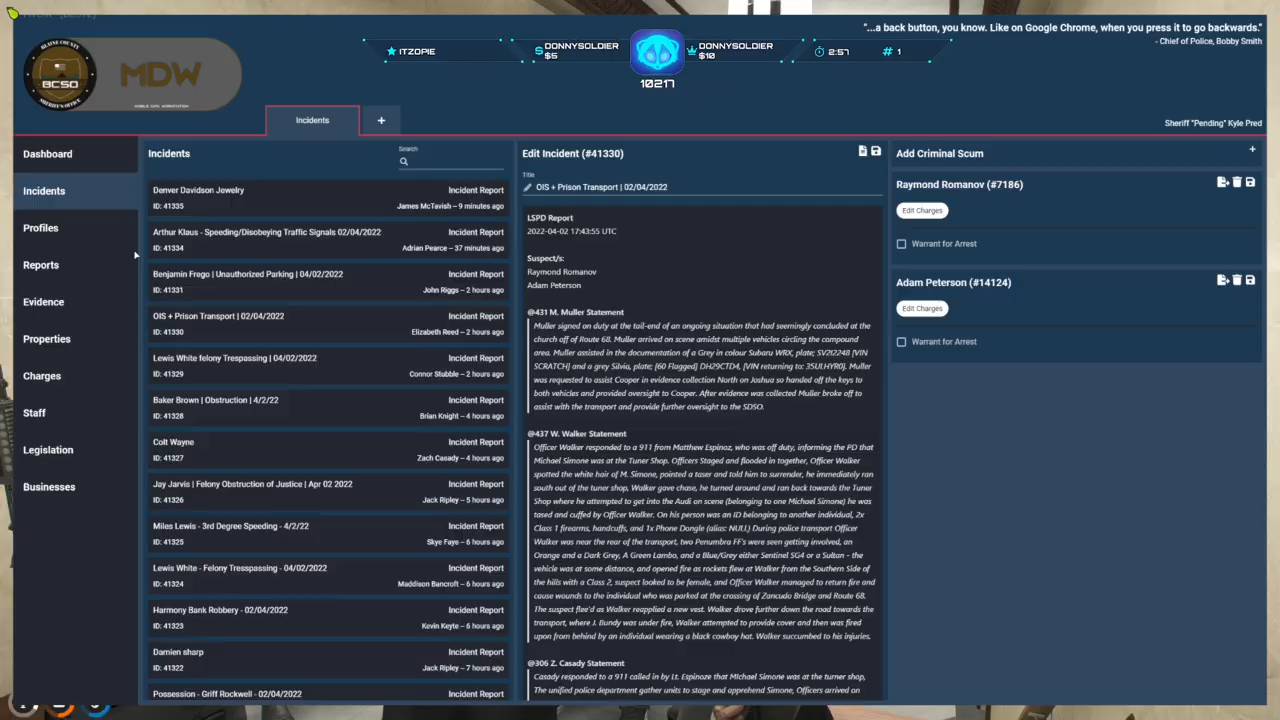 "...a back button, you know. Like on Google Chrome, when you press it to go backwards."
- Chief of Police, Bobby Smith
ITZOPIE
DONNYSOLDIER
$5
DONNYSOLDIER
$10
2:57
# 1
10217
BLAINE COUNTY
BCSO
SHERIFF'S OFFICE
MDW
MOBILE DATA WORKSTATION
Incidents
+
Sheriff "Pending" Kyle Pred
Dashboard
Incidents
Profiles
Reports
Evidence
Properties
Charges
Staff
Legislation
Businesses
Incidents
Search
Denver Davidson Jewelry
Incident Report
ID: 41335
James McTavish – 9 minutes ago
Arthur Klaus - Speeding/Disobeying Traffic Signals 02/04/2022
Incident Report
ID: 41334
Adrian Pearce – 37 minutes ago
Benjamin Frego | Unauthorized Parking | 04/02/2022
Incident Report
ID: 41331
John Riggs – 2 hours ago
OIS + Prison Transport | 02/04/2022
Incident Report
ID: 41330
Elizabeth Reed – 2 hours ago
Lewis White felony Trespassing | 04/02/2022
Incident Report
ID: 41329
Connor Stubble – 2 hours ago
Baker Brown | Obstruction | 4/2/22
Incident Report
ID: 41328
Brian Knight – 4 hours ago
Colt Wayne
Incident Report
ID: 41327
Zach Casady – 4 hours ago
Jay Jarvis | Felony Obstruction of Justice | Apr 02 2022
Incident Report
ID: 41326
Jack Ripley – 5 hours ago
Miles Lewis - 3rd Degree Speeding - 4/2/22
Incident Report
ID: 41325
Skye Faye – 6 hours ago
Lewis White - Felony Tresspassing - 04/02/2022
Incident Report
ID: 41324
Maddison Bancroft – 6 hours ago
Harmony Bank Robbery - 02/04/2022
Incident Report
ID: 41323
Kevin Keyte – 6 hours ago
Damien sharp
Incident Report
ID: 41322
Jack Ripley – 7 hours ago
Possession - Griff Rockwell - 02/04/2022
Incident Report
Edit Incident (#41330)
Title
OIS + Prison Transport | 02/04/2022
LSPD Report
2022-04-02 17:43:55 UTC
Suspect/s:
Raymond Romanov
Adam Peterson
@431 M. Muller Statement
Muller signed on duty at the tail-end of an ongoing situation that had seemingly concluded at the
church off of Route 68. Muller arrived on scene amidst multiple vehicles circling the compound
area. Muller assisted in the documentation of a Grey in colour Subaru WRX, plate; SV2I2248 [VIN
SCRATCH] and a grey Silvia, plate; [60 Flagged] DH29CTD4, [VIN returning to: 35ULHYR0]. Muller
was requested to assist Cooper in evidence collection North on Joshua so handed off the keys to
both vehicles and provided oversight to Cooper. After evidence was collected Muller broke off to
assist with the transport and provide further oversight to the SDSO.
@437 W. Walker Statement
Officer Walker responded to a 911 from Matthew Espinoz, who was off duty, informing the PD that
Michael Simone was at the Tuner Shop. Officers Staged and flooded in together, Officer Walker
spotted the white hair of M. Simone, pointed a taser and told him to surrender, he immediately ran
south out of the tuner shop, Walker gave chase, he turned around and ran back towards the Tuner
Shop where he attempted to get into the Audi on scene (belonging to one Michael Simone) he was
tased and cuffed by Officer Walker. On his person was an ID belonging to another individual, 2x
Class 1 firearms, handcuffs, and 1x Phone Dongle (alias: NULL) During police transport Officer
Walker was near the rear of the transport, two Penumbra FF's were seen getting involved, an
Orange and a Dark Grey, A Green Lambo, and a Blue/Grey either Sentinel SG4 or a Sultan - the
vehicle was at some distance, and opened fire as rockets flew at Walker from the Southern Side of
the hills with a Class 2, suspect looked to be female, and Officer Walker managed to return fire and
cause wounds to the individual who was parked at the crossing of Zancudo Bridge and Route 68.
The suspect flee'd as Walker reapplied a new vest. Walker drove further down the road towards the
transport, where J. Bundy was under fire, Walker attempted to provide cover and then was fired
upon from behind by an individual wearing a black cowboy hat. Walker succumbed to his injuries.
@306 Z. Casady Statement
Casady responded to a 911 called in by Lt. Espinoze that Michael Simone was at the turner shop,
The unified police department gather units to stage and apprehend Simone, Officers arrived on
Add Criminal Scum
+
Raymond Romanov (#7186)
Edit Charges
Warrant for Arrest
Adam Peterson (#14124)
Edit Charges
Warrant for Arrest